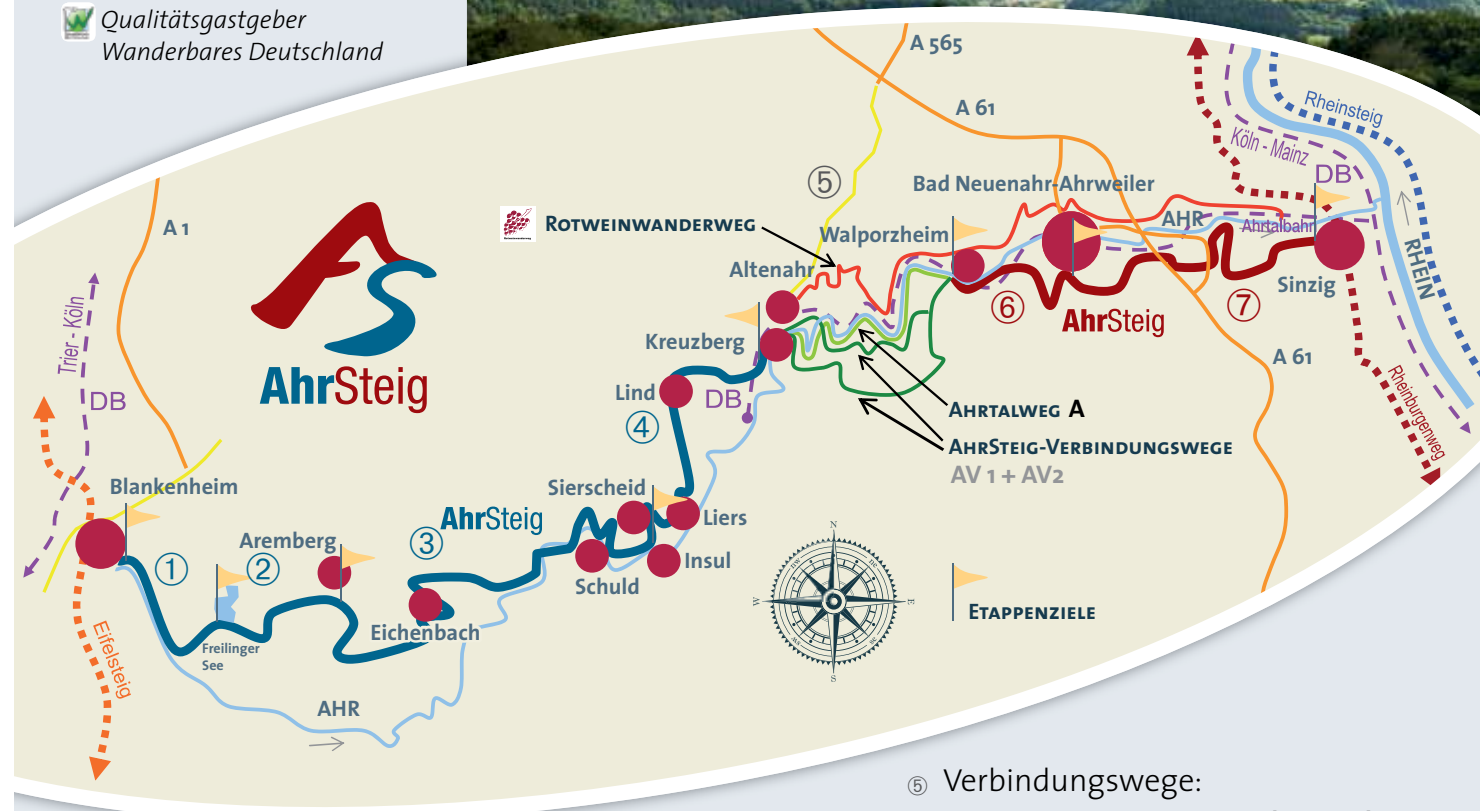 Qualitätsgastgeber
Wanderbares Deutschland
A 565
A 61
Rheinsteig
Köln - Mainz
DB
⑤
Bad Neuenahr-Ahrweiler
A 1
ROTWEINWANDERWEG
Walporzheim
AHR
Ahrtalbahn
RHEIN
Altenahr
Sinzig
Trier - Köln
⑥
⑦
AhrSteig
Kreuzberg
A 61
AhrSteig
DB
Lind
DB
Rheinburgenweg
AHRTALWEG A
④
AHRSTEIG-VERBINDUNGSWEGE
AV 1 + AV2
Blankenheim
Sierscheid
AhrSteig
Liers
Aremberg
③
N
①
②
Insul
Schuld
W
E
ETAPPENZIELE
Eichenbach
Freilinger
See
Eifelsteig
S
AHR
⑤ Verbindungswege: